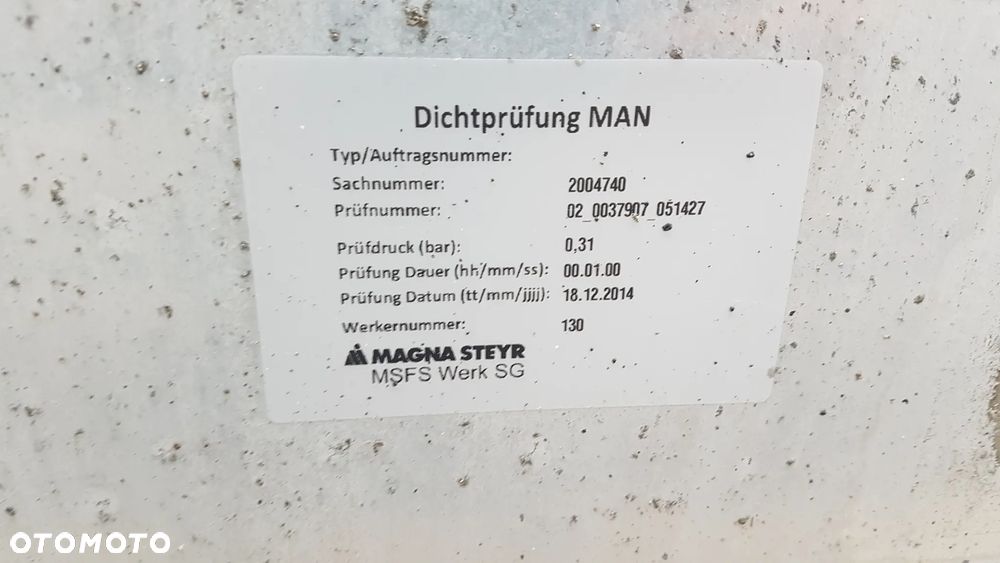 Dichtprüfung MAN
Typ/Auftragsnummer:
Sachnummer: 2004740
Prüfnummer: 02_0037907_051427
Prüfdruck (bar): 0,31
Prüfung Dauer (hh/mm/ss): 00.01.00
Prüfung Datum (tt/mm/jjjj): 18.12.2014
Werkernummer: 130
MAGNA STEYR
MSFS Werk SG
OTOMOTO